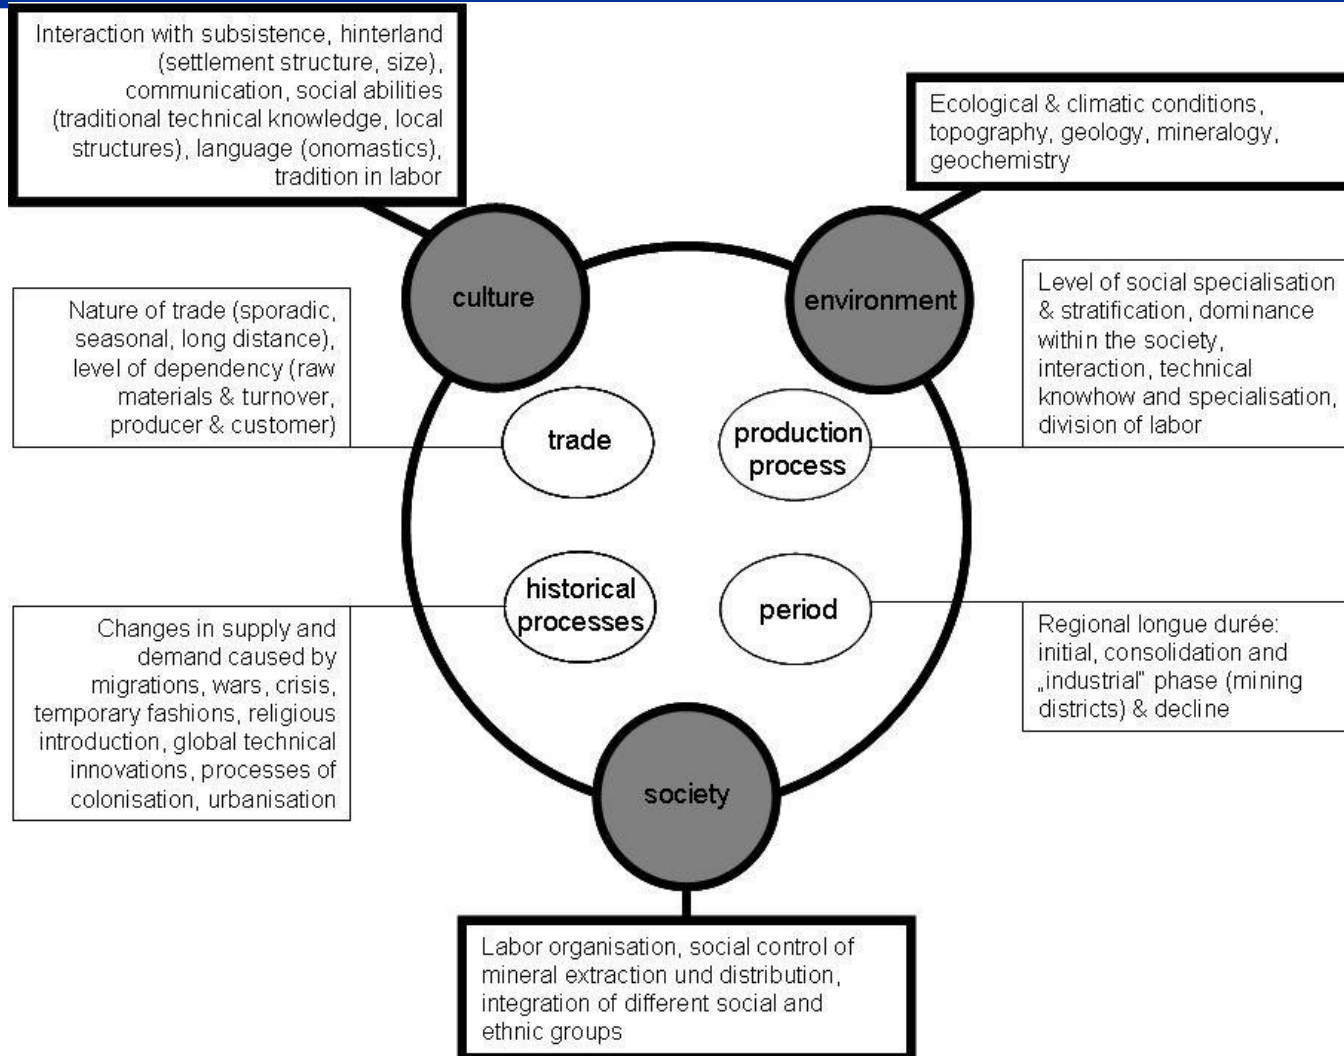 Interaction with subsistence, hinterland
(settlement structure, size),
communication, social abilities
(traditional technical knowledge, local
structures), language (onomastics),
tradition in labor
Ecological & climatic conditions,
topography, geology, mineralogy,
geochemistry
culture
environment
Nature of trade (sporadic,
seasonal, long distance),
level of dependency (raw
materials & turnover,
producer & customer)
Level of social specialisation
& stratification, dominance
within the society,
interaction, technical
knowhow and specialisation,
division of labor
trade
production
process
historical
processes
period
Changes in supply and
demand caused by
migrations, wars, crisis,
temporary fashions, religious
introduction, global technical
innovations, processes of
colonisation, urbanisation
Regional longue durée:
initial, consolidation and
„industrial" phase (mining
districts) & decline
society
Labor organisation, social control of
mineral extraction und distribution,
integration of different social and
ethnic groups